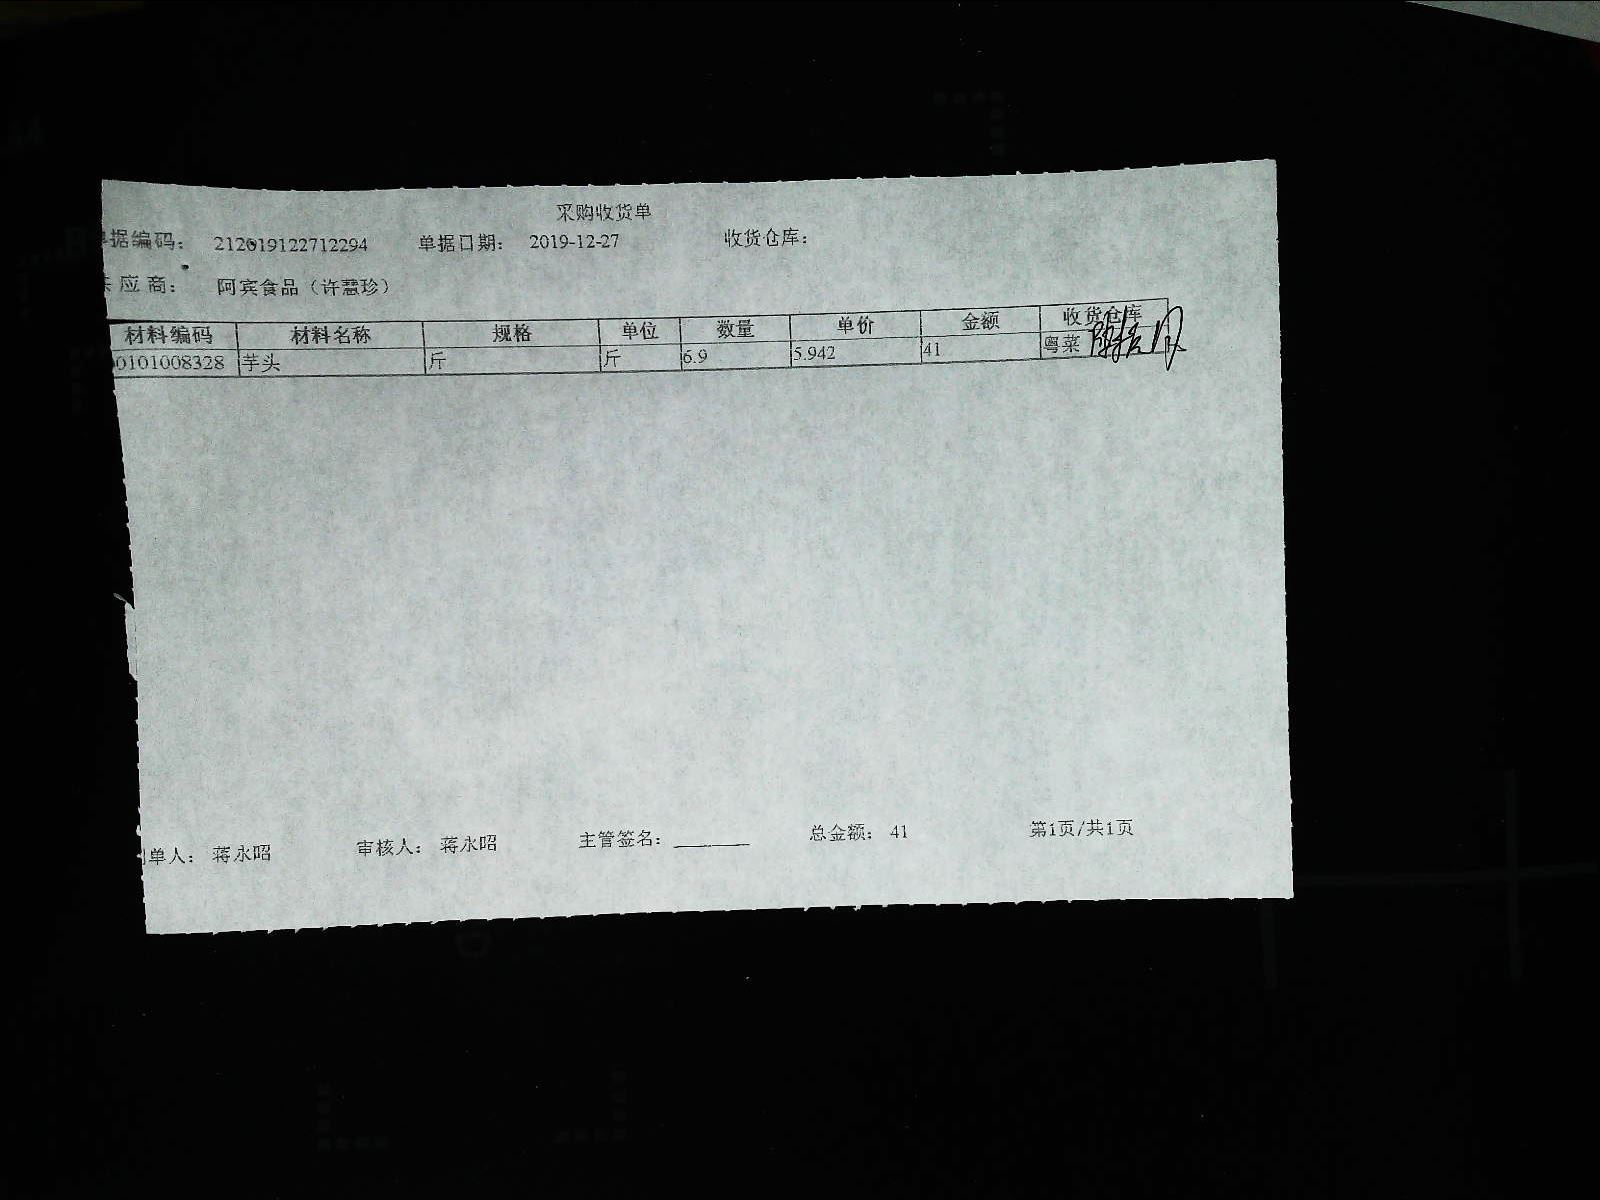 采购收货单
单据编码： 212019122712294 单据日期： 2019-12-27 收货仓库：
应商： 阿宾食品（许慧珍）
材料编码 材料名称 规格 单位 数量 单价 金额 收货仓库
0101008328 芋头 斤 斤 6.9 5.942 41 粤菜
单人： 蒋永昭 审核人： 蒋永昭 主管签名： 总金额： 41 第1页/共1页